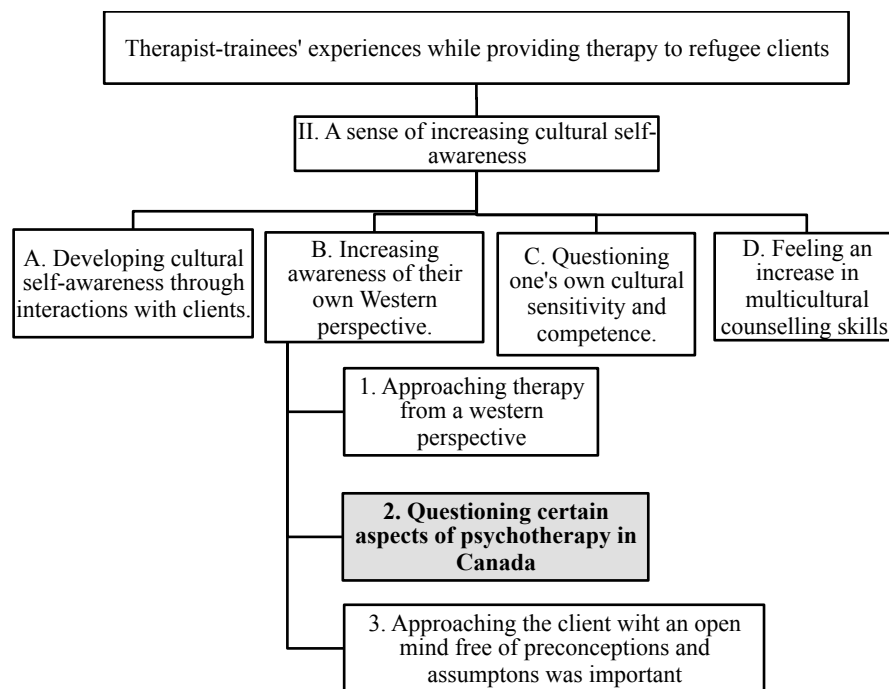 Therapist-trainees' experiences while providing therapy to refugee clients
II. A sense of increasing cultural self-
awareness
A. Developing cultural
self-awareness through
interactions with clients.
B. Increasing
awareness of their
own Western
perspective.
C. Questioning
one's own cultural
sensitivity and
competence.
D. Feeling an
increase in
multicultural
counselling skills
1. Approaching therapy
from a western
perspective
2. Questioning certain
aspects of psychotherapy in
Canada
3. Approaching the client wiht an open
mind free of preconceptions and
assumptons was important